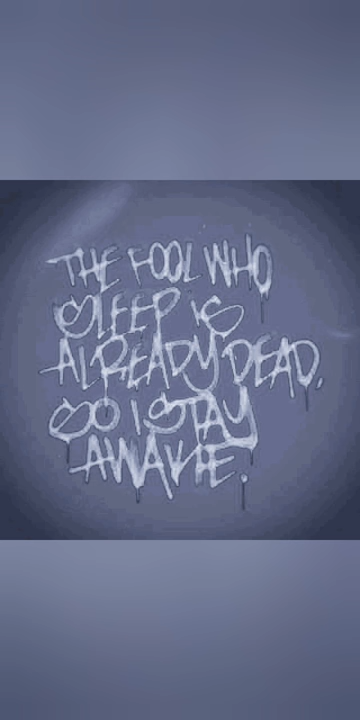 THE FOOL WHO
SLEEP IS
ALREADY DEAD.
SO I STAY
AWAKE.